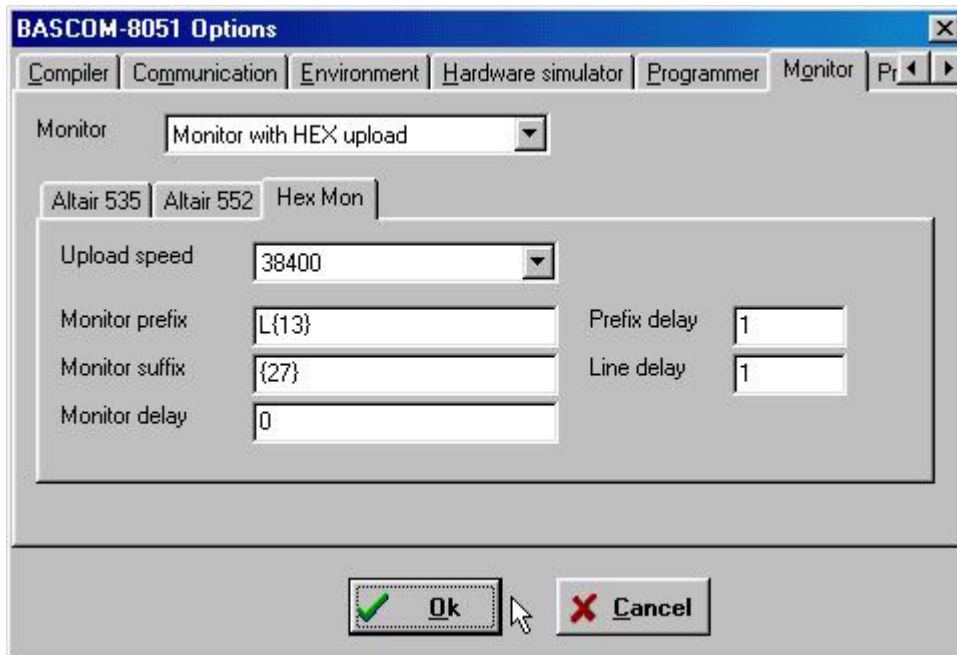 BASCOM-8051 Options
Compiler Communication Environment Hardware simulator Programmer Monitor Pr
Monitor Monitor with HEX upload
Altair 535 Altair 552 Hex Mon
Upload speed 38400
Monitor prefix L{13} Prefix delay 1
Monitor suffix {27} Line delay 1
Monitor delay 0
Ok Cancel